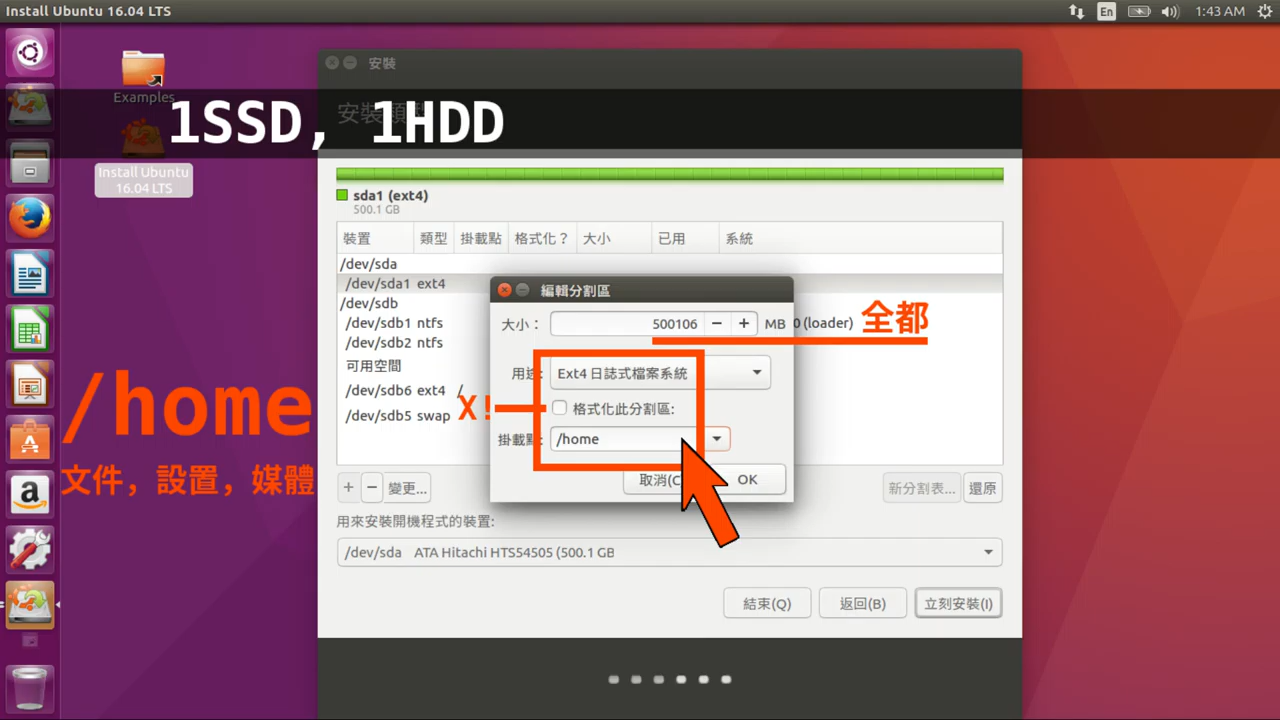 Install Ubuntu 16.04 LTS
En
1:43 AM
Examples
安裝
安裝類型
1SSD, 1HDD
Install Ubuntu
16.04 LTS
sda1 (ext4)
500.1 GB
裝置 類型 掛載點 格式化? 大小 已用 系統
/dev/sda
/dev/sda1 ext4
/dev/sdb
/dev/sdb1 ntfs
/dev/sdb2 ntfs
可用空間
/dev/sdb6 ext4 /
/dev/sdb5 swap
編輯分割區
大小: 500106 − + MB
0 (loader)
全都
用途: Ext4 日誌式檔案系統
X!
格式化此分割區:
掛載點: /home
取消(C OK
/home
文件，設置，媒體
+ − 變更...
新分割表... 還原
用來安裝開機程式的裝置:
/dev/sda ATA Hitachi HTS54505 (500.1 GB
結束(Q) 返回(B) 立刻安裝(I)